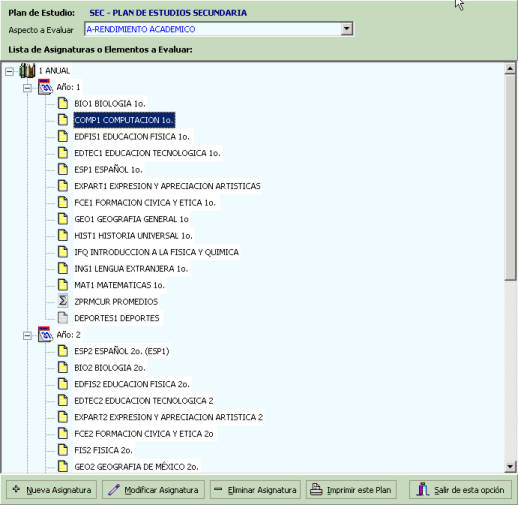 Plan de Estudio: SEC - PLAN DE ESTUDIOS SECUNDARIA
Aspecto a Evaluar A-RENDIMIENTO ACADEMICO
Lista de Asignaturas o Elementos a Evaluar:
1 ANUAL
Año: 1
BIO1 BIOLOGIA 1o.
COMP1 COMPUTACION 1o.
EDFIS1 EDUCACION FISICA 1o.
EDTEC1 EDUCACION TECNOLOGICA 1o.
ESP1 ESPAÑOL 1o.
EXPART1 EXPRESION Y APRECIACION ARTISTICAS
FCE1 FORMACION CIVICA Y ETICA 1o.
GEO1 GEOGRAFIA GENERAL 1o
HIST1 HISTORIA UNIVERSAL 1o.
IFQ INTRODUCCION A LA FISICA Y QUIMICA
ING1 LENGUA EXTRANJERA 1o.
MAT1 MATEMATICAS 1o.
Σ ZPRMCUR PROMEDIOS
DEPORTES1 DEPORTES
Año: 2
ESP2 ESPAÑOL 2o. (ESP1)
BIO2 BIOLOGIA 2o.
EDFIS2 EDUCACION FISICA 2o.
EDTEC2 EDUCACION TECNOLOGICA 2
EXPART2 EXPRESION Y APRECIACION ARTISTICA 2
FCE2 FORMACION CIVICA Y ETICA 2o
FIS2 FISICA 2o.
GEO2 GEOGRAFIA DE MÉXICO 2o.
Nueva Asignatura Modificar Asignatura Eliminar Asignatura Imprimir este Plan Salir de esta opción